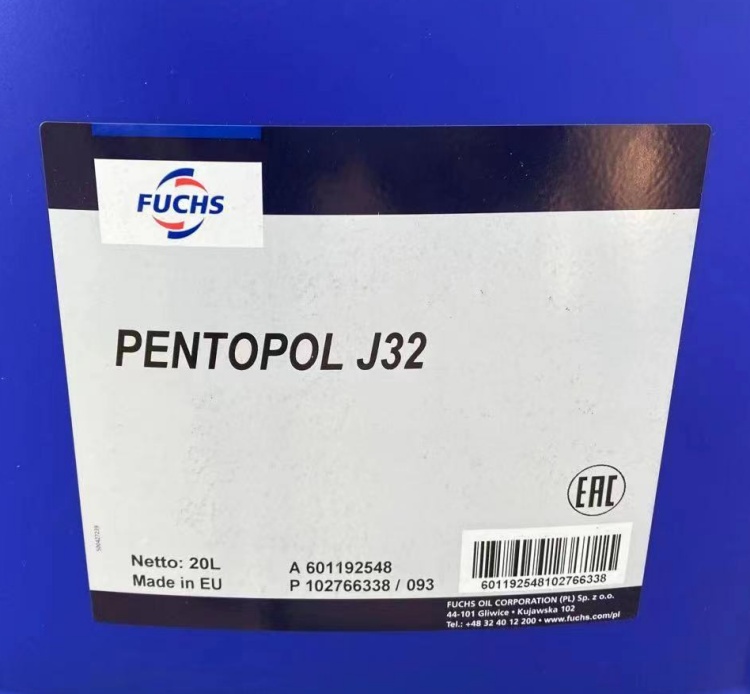 FUCHS
PENTOPOL J32
EAC
Netto: 20L
Made in EU
A 601192548
P 102766338 / 093
601192548102766338
FUCHS OIL CORPORATION (PL) Sp. z o.o.
44-101 Gliwice • Kujawska 102
Tel.: +48 32 40 12 200 • www.fuchs.com/pl